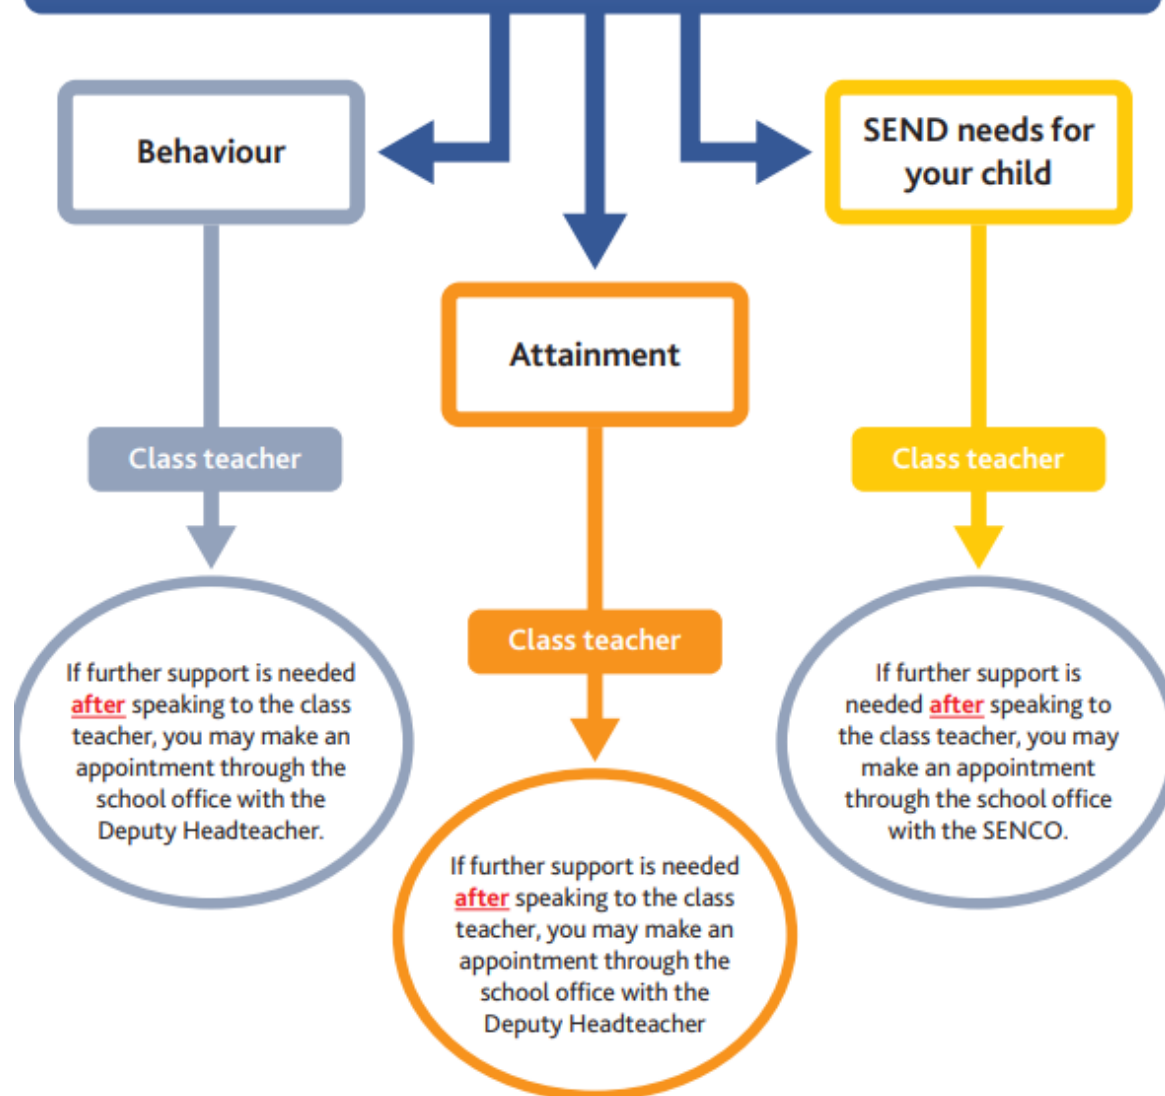 Behaviour
SEND needs for
your child
Attainment
Class teacher
Class teacher
Class teacher
If further support is needed
after speaking to the class
teacher, you may make an
appointment through the
school office with the
Deputy Headteacher.
If further support is
needed after speaking to
the class teacher, you may
make an appointment
through the school office
with the SENCO.
If further support is needed
after speaking to the class
teacher, you may make an
appointment through the
school office with the
Deputy Headteacher